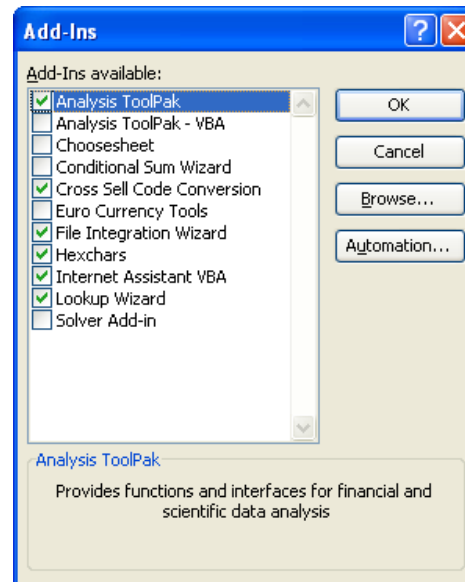 Add-Ins
Add-Ins available:
Analysis ToolPak
Analysis ToolPak - VBA
Choosesheet
Conditional Sum Wizard
Cross Sell Code Conversion
Euro Currency Tools
File Integration Wizard
Hexchars
Internet Assistant VBA
Lookup Wizard
Solver Add-in
OK
Cancel
Browse...
Automation...
Analysis ToolPak
Provides functions and interfaces for financial and
scientific data analysis